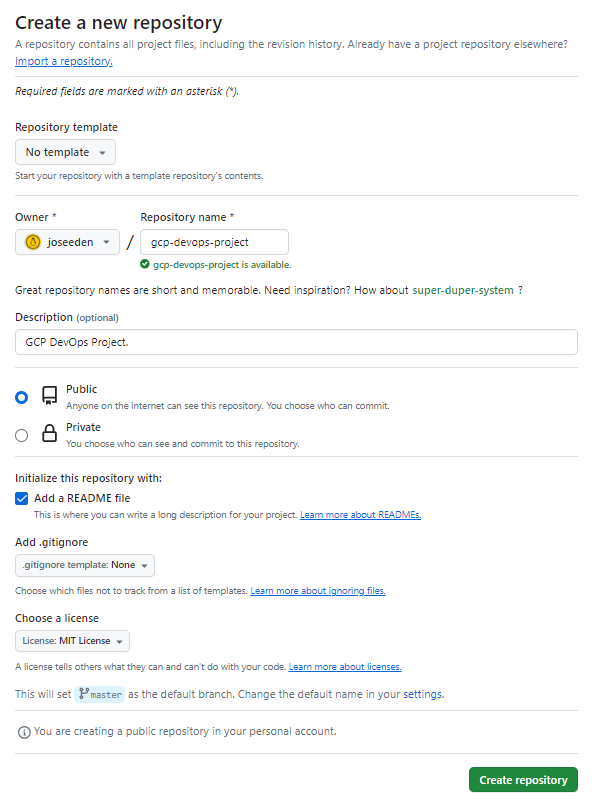 Create a new repository
A repository contains all project files, including the revision history. Already have a project repository elsewhere?
Import a repository.
Required fields are marked with an asterisk (*).
Repository template
No template
Start your repository with a template repository's contents.
Owner * Repository name *
joseeden / gcp-devops-project
gcp-devops-project is available.
Great repository names are short and memorable. Need inspiration? How about super-duper-system ?
Description (optional)
GCP DevOps Project.
Public
Anyone on the internet can see this repository. You choose who can commit.
Private
You choose who can see and commit to this repository.
Initialize this repository with:
Add a README file
This is where you can write a long description for your project. Learn more about READMEs.
Add .gitignore
.gitignore template: None
Choose which files not to track from a list of templates. Learn more about ignoring files.
Choose a license
License: MIT License
A license tells others what they can and can't do with your code. Learn more about licenses.
This will set master as the default branch. Change the default name in your settings.
You are creating a public repository in your personal account.
Create repository